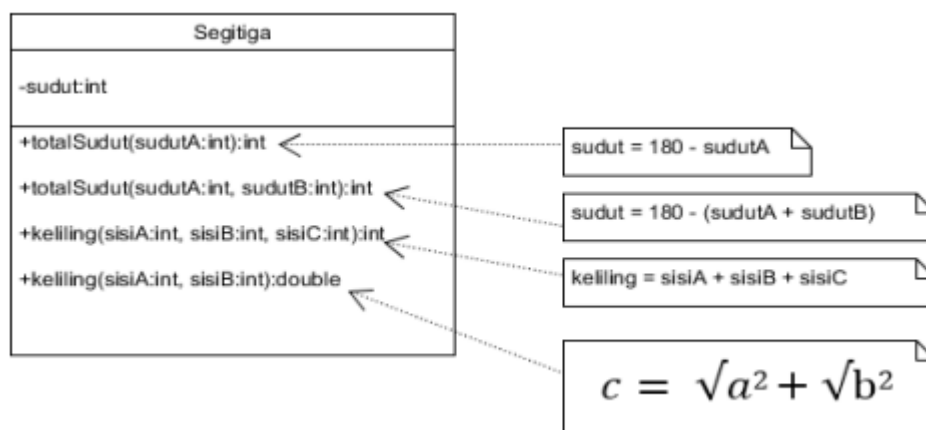 Segitiga
-sudut:int
+totalSudut(sudutA:int):int
+totalSudut(sudutA:int, sudutB:int):int
+keliling(sisiA:int, sisiB:int, sisiC:int):int
+keliling(sisiA:int, sisiB:int):double
sudut = 180 - sudutA
sudut = 180 - (sudutA + sudutB)
keliling = sisiA + sisiB + sisiC
c = √a² + √b²